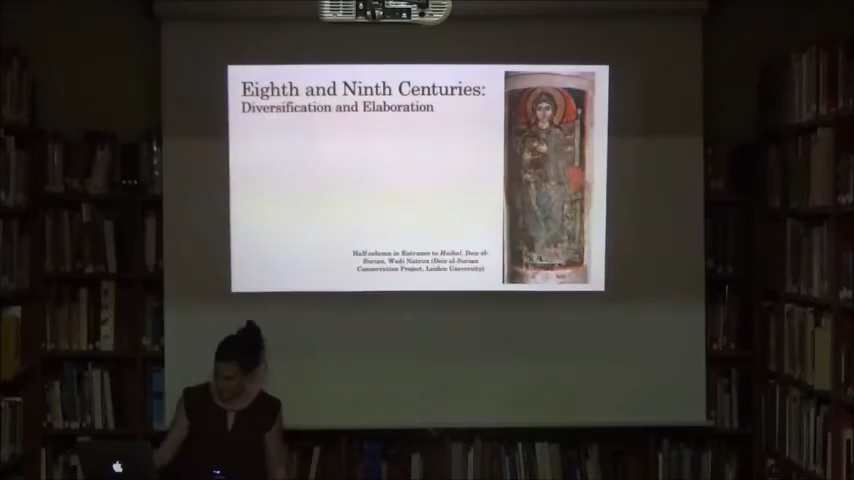 Eighth and Ninth Centuries:
Diversification and Elaboration
Half-column in Entrance to Haikal, Deir el-
Surian, Wadi Natrun (Deir al-Surian
Conservation Project, Leiden University)